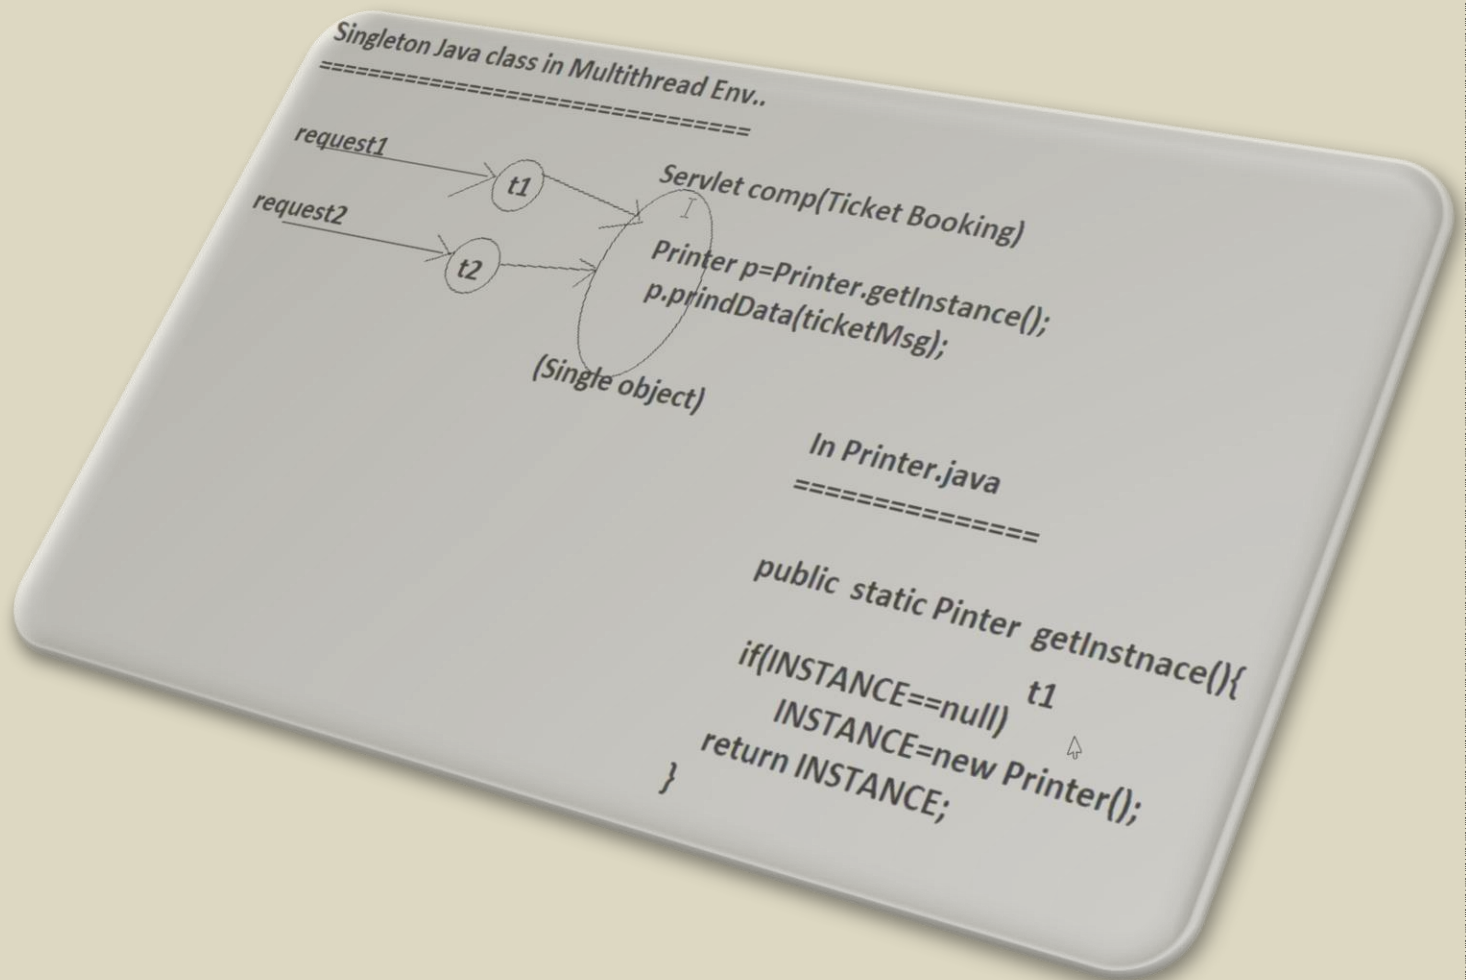 Singleton Java class in Multithread Env..
==================================
request1
t1
request2
t2
Servlet comp(Ticket Booking)
Printer p=Printer.getInstance();
p.prindData(ticketMsg);
(Single object)
In Printer.java
===============
public static Pinter getInstnace(){
t1
if(INSTANCE==null)
INSTANCE=new Printer();
return INSTANCE;
}